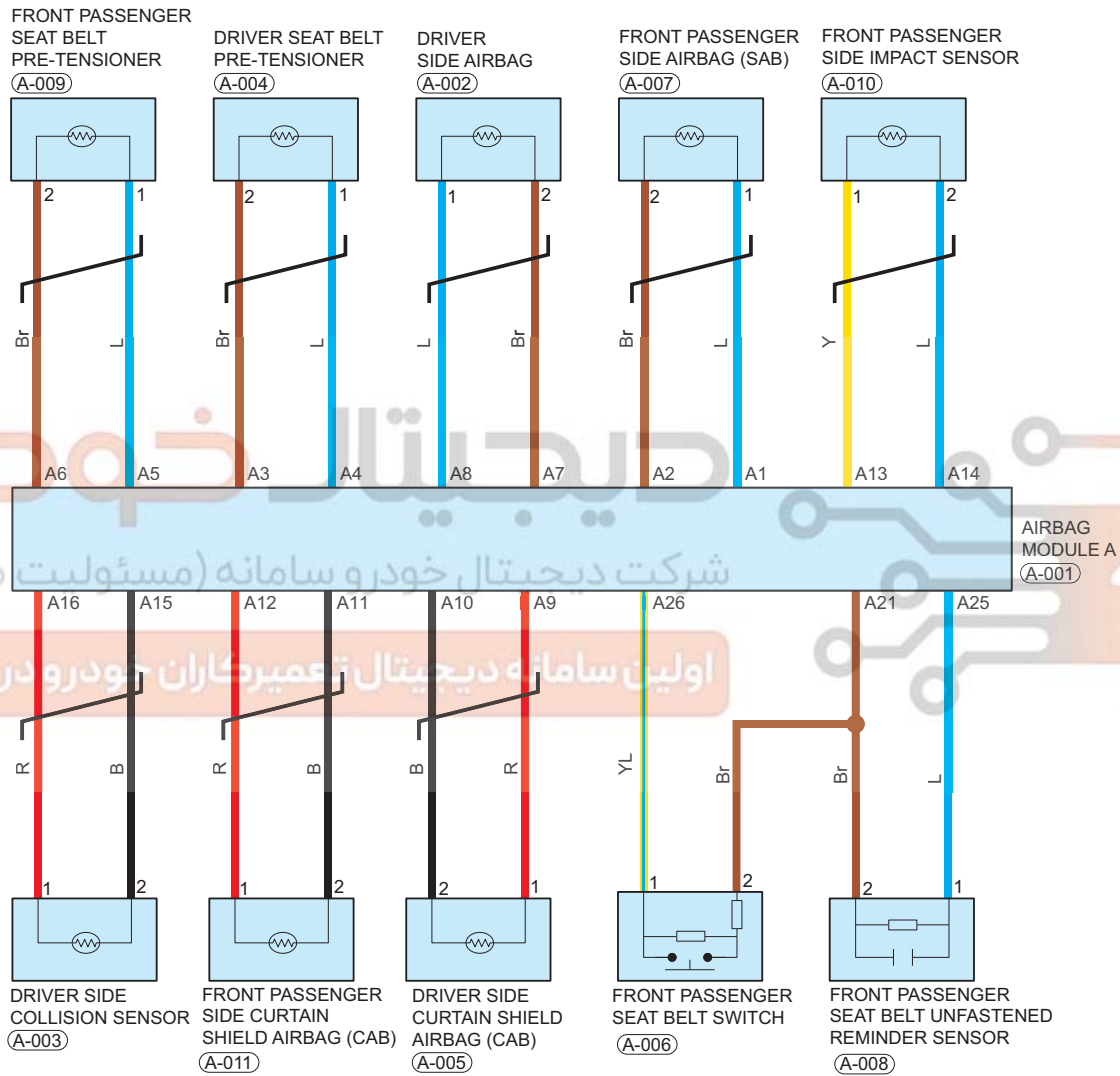 FRONT PASSENGER
SEAT BELT
PRE-TENSIONER
A-009
DRIVER SEAT BELT
PRE-TENSIONER
A-004
DRIVER
SIDE AIRBAG
A-002
FRONT PASSENGER
SIDE AIRBAG (SAB)
A-007
FRONT PASSENGER
SIDE IMPACT SENSOR
A-010
2 1 2 1 1 2 2 1 1 2
Br L Br L L Br Br L Y L
A6 A5 A3 A4 A8 A7 A2 A1 A13 A14
دیجیتال خود
AIRBAG
MODULE A
A-001
شرکت دیجیتال خودرو سامانه (مسئولیت
A16 A15 A12 A11 A10 A9 A26 A21 A25
اولین سامانه دیجیتال تعمیرکاران خودرو در
R B R B B R YL Br Br L
1 2 1 2 2 1 1 2 2 1
DRIVER SIDE
COLLISION SENSOR
A-003
FRONT PASSENGER
SIDE CURTAIN
SHIELD AIRBAG (CAB)
A-011
DRIVER SIDE
CURTAIN SHIELD
AIRBAG (CAB)
A-005
FRONT PASSENGER
SEAT BELT SWITCH
A-006
FRONT PASSENGER
SEAT BELT UNFASTENED
REMINDER SENSOR
A-008